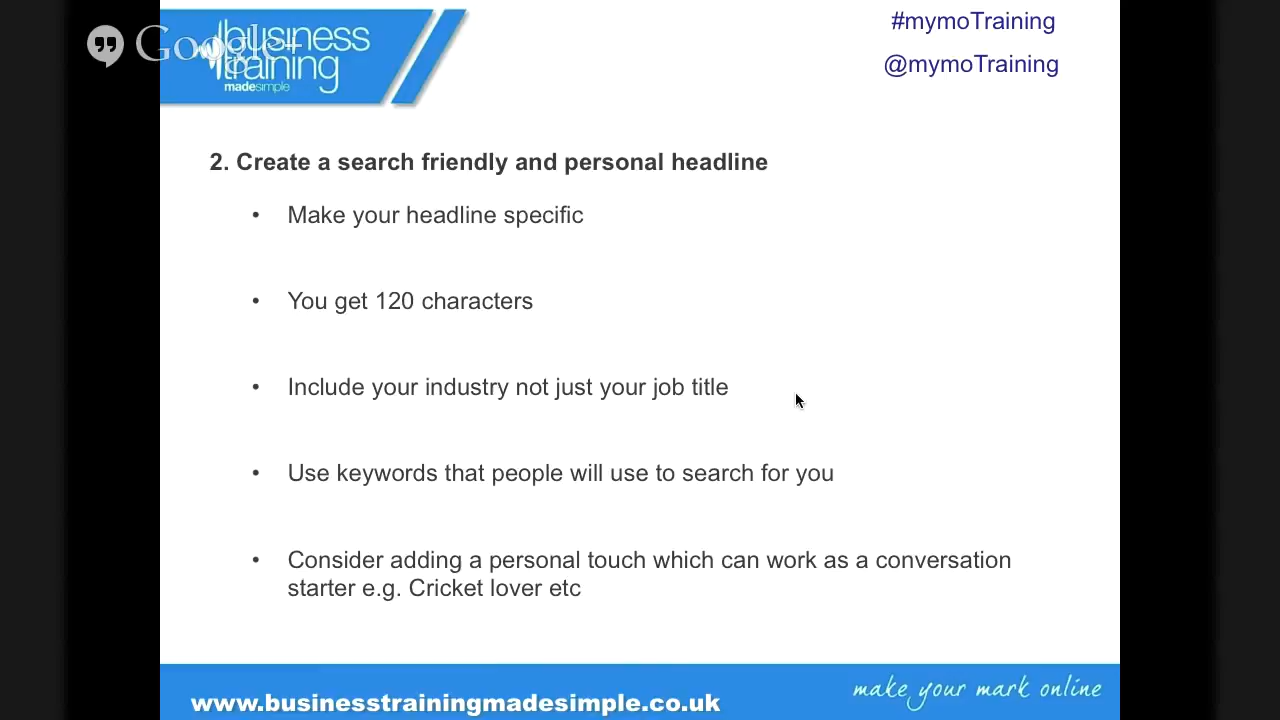 Google+
business
training
madesimple
#mymoTraining
@mymoTraining
2. Create a search friendly and personal headline
• Make your headline specific
• You get 120 characters
• Include your industry not just your job title
• Use keywords that people will use to search for you
• Consider adding a personal touch which can work as a conversation
starter e.g. Cricket lover etc
www.businesstrainingmadesimple.co.uk
make your mark online